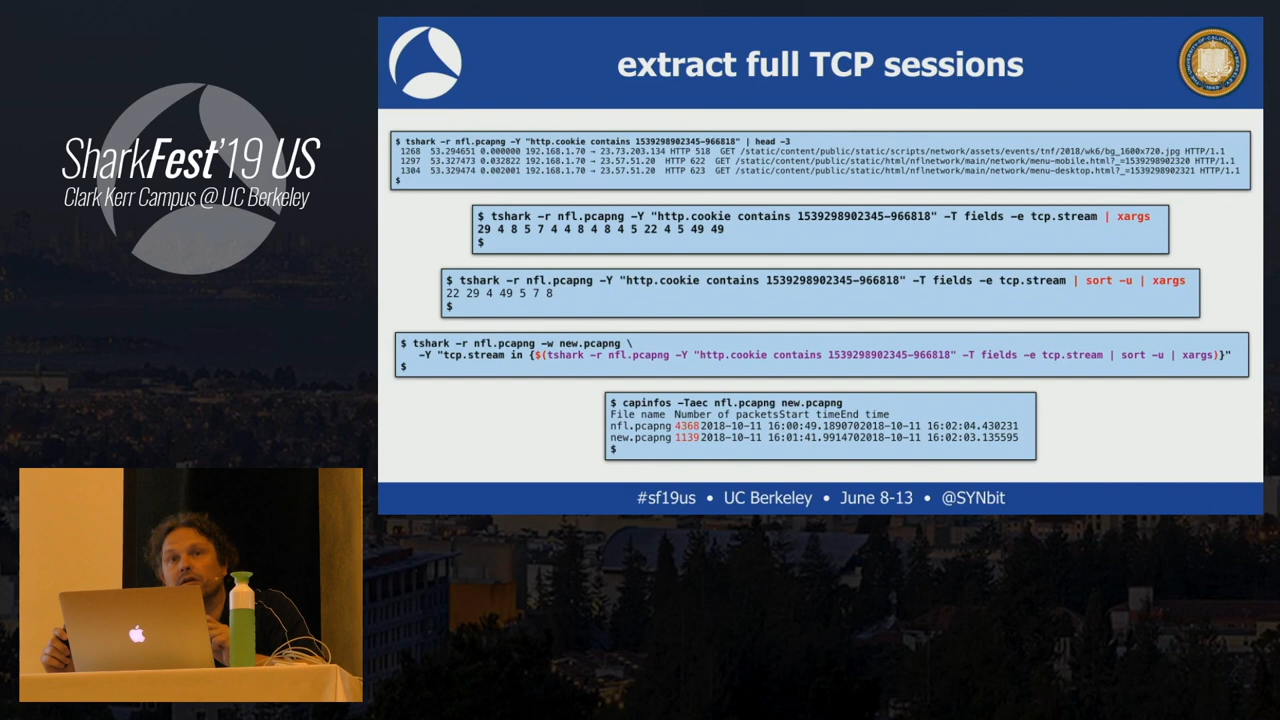 SharkFest'19 US
Clark Kerr Campus @ UC Berkeley
extract full TCP sessions
$ tshark -r nfl.pcapng -Y "http.cookie contains 1539298902345-966818" | head -3
1268 53.294651 0.000000 192.168.1.70 → 23.73.203.134 HTTP 518 GET /static/content/public/static/scripts/network/assets/events/tnf/2018/wk6/bg_1600x720.jpg HTTP/1.1
1297 53.327473 0.032822 192.168.1.70 → 23.57.51.20 HTTP 622 GET /static/content/public/static/html/nflnetwork/main/network/menu-mobile.html?_=1539298902320 HTTP/1.1
1304 53.329474 0.002001 192.168.1.70 → 23.57.51.20 HTTP 623 GET /static/content/public/static/html/nflnetwork/main/network/menu-desktop.html?_=1539298902321 HTTP/1.1
$
$ tshark -r nfl.pcapng -Y "http.cookie contains 1539298902345-966818" -T fields -e tcp.stream | xargs
29 4 8 5 7 4 4 8 4 8 4 5 22 4 5 49 49
$
$ tshark -r nfl.pcapng -Y "http.cookie contains 1539298902345-966818" -T fields -e tcp.stream | sort -u | xargs
22 29 4 49 5 7 8
$
$ tshark -r nfl.pcapng -w new.pcapng \
-Y "tcp.stream in {$(tshark -r nfl.pcapng -Y "http.cookie contains 1539298902345-966818" -T fields -e tcp.stream | sort -u | xargs)}"
$
$ capinfos -Taec nfl.pcapng new.pcapng
File name Number of packetsStart timeEnd time
nfl.pcapng 43682018-10-11 16:00:49.1890702018-10-11 16:02:04.430231
new.pcapng 11392018-10-11 16:01:41.9914702018-10-11 16:02:03.135595
$
#sf19us • UC Berkeley • June 8-13 • @SYNbit